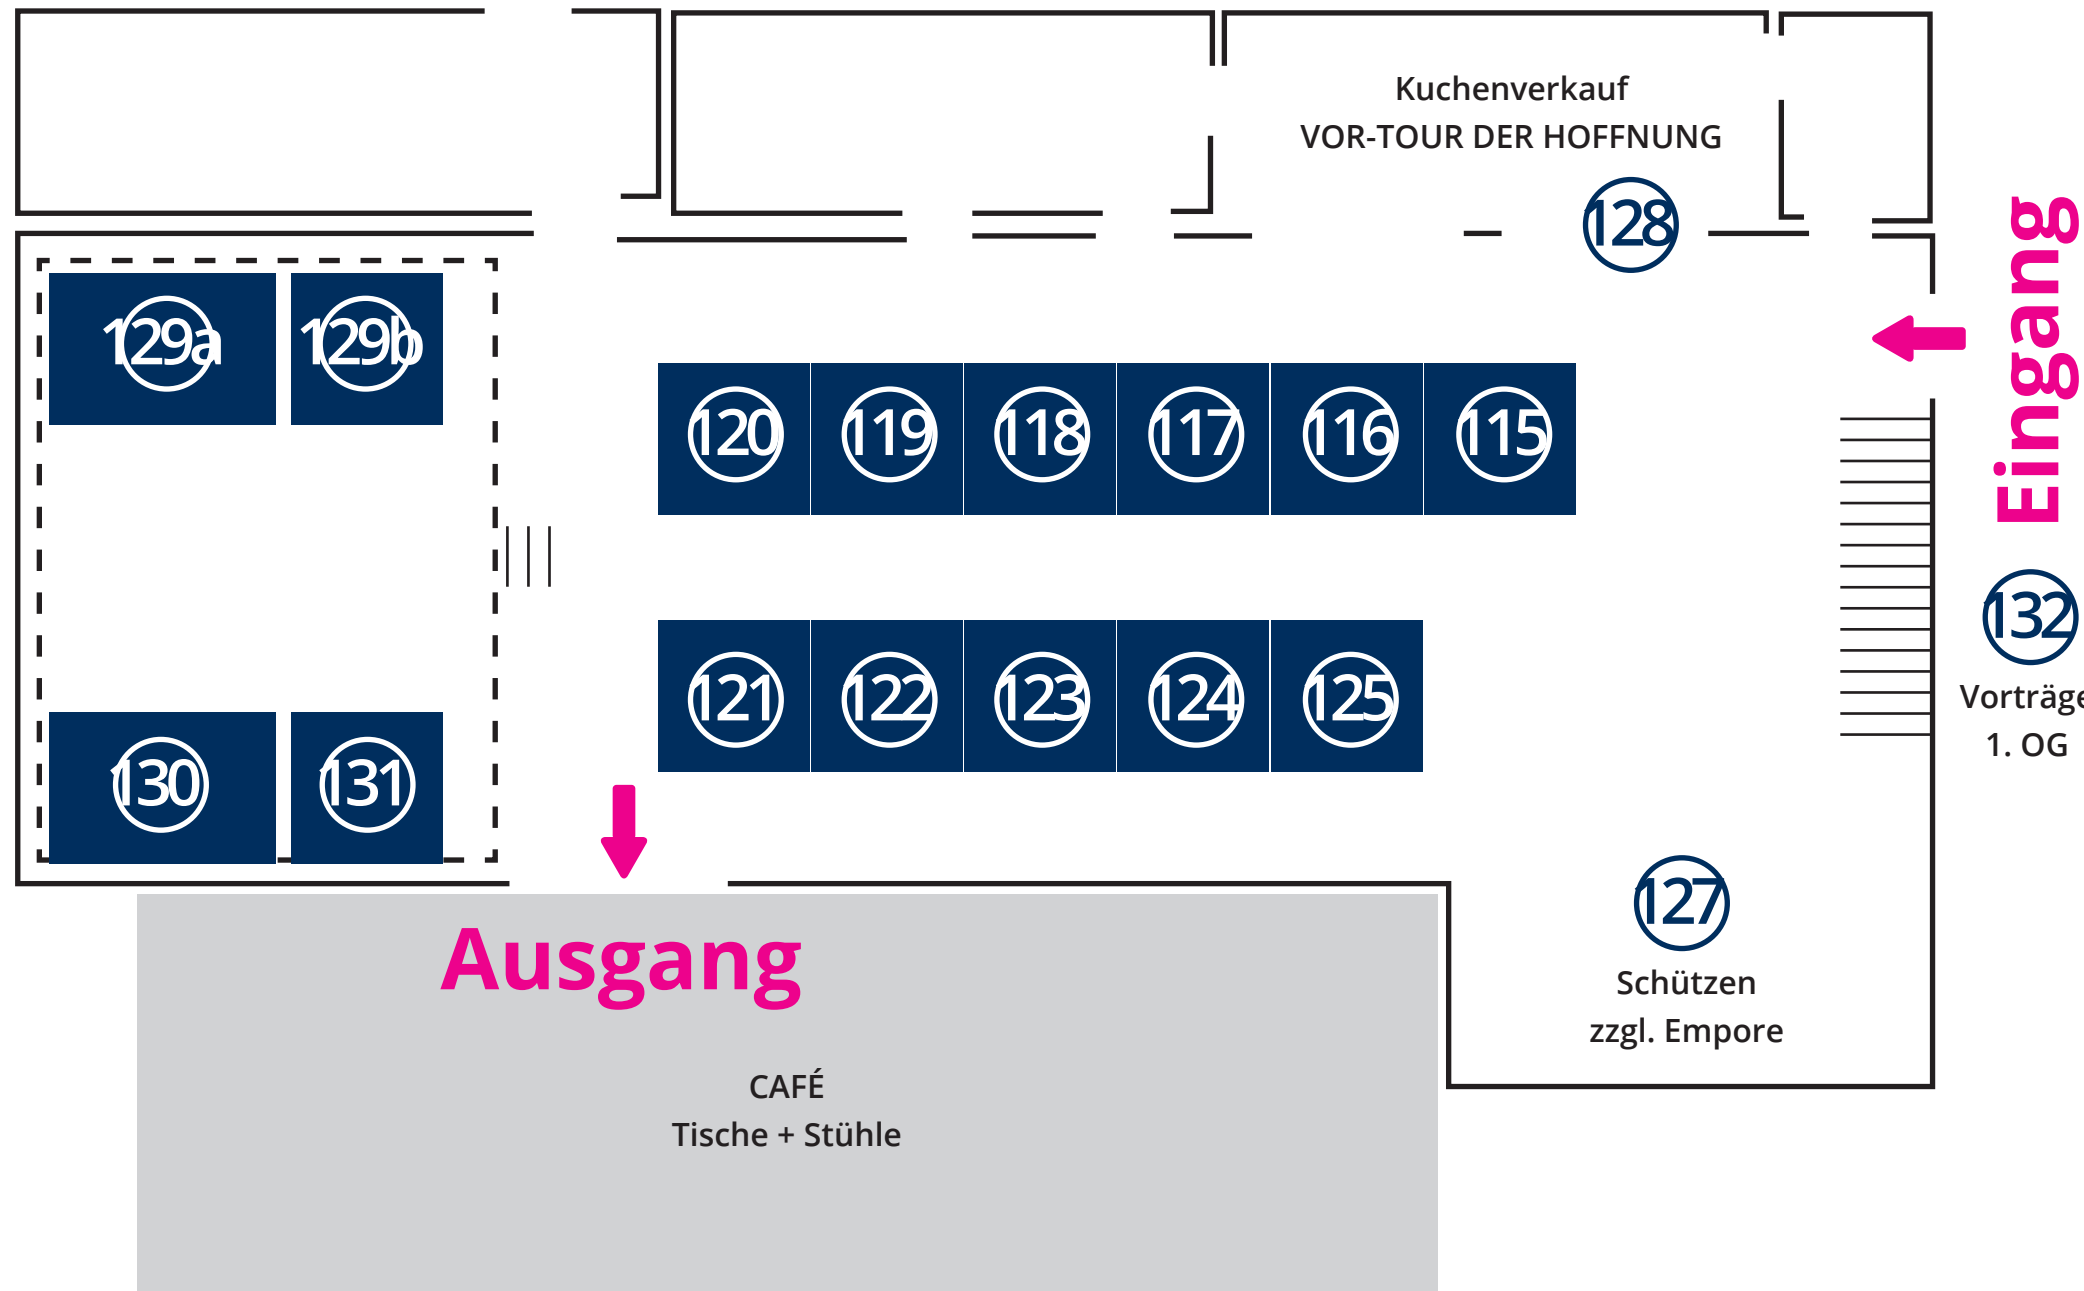 Kuchenverkauf
VOR-TOUR DER HOFFNUNG
128
Eingang
129a
129b
120
119
118
117
116
115
132
Vorträge
1. OG
121
122
123
124
125
130
131
127
Schützen
zzgl. Empore
Ausgang
CAFÉ
Tische + Stühle